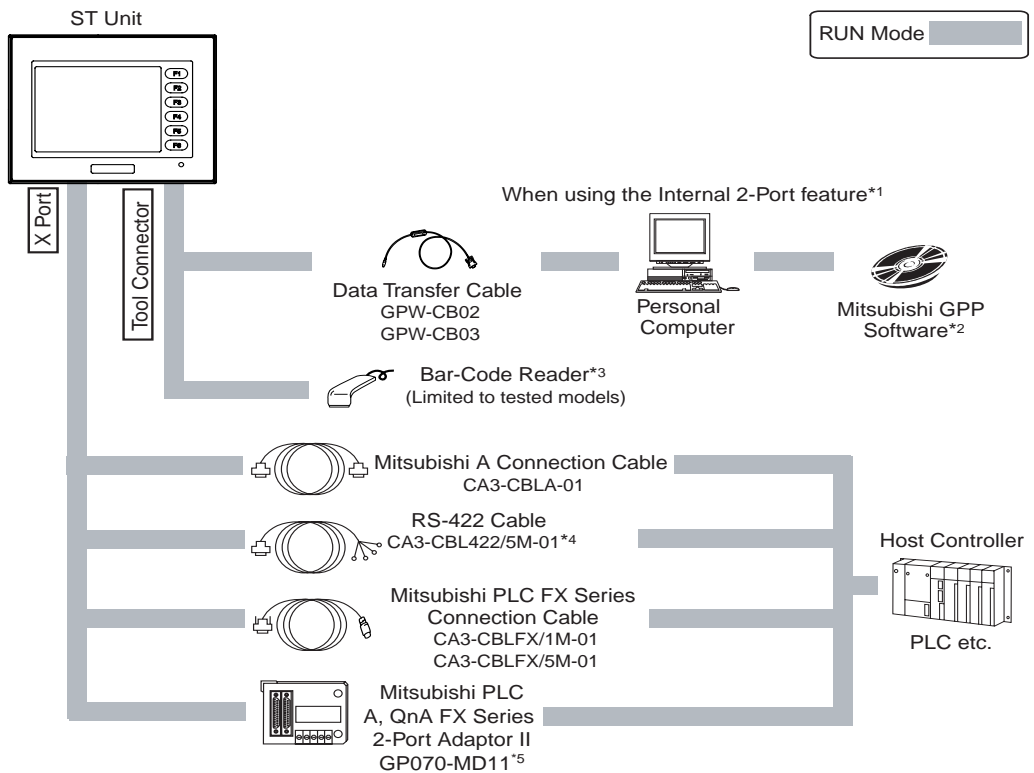 ST Unit
RUN Mode
F1
F2
F3
F4
F5
F6
X Port
Tool Connector
When using the Internal 2-Port feature*1
Data Transfer Cable
GPW-CB02
GPW-CB03
Personal
Computer
Mitsubishi GPP
Software*2
Bar-Code Reader*3
(Limited to tested models)
Mitsubishi A Connection Cable
CA3-CBLA-01
RS-422 Cable
CA3-CBL422/5M-01*4
Mitsubishi PLC FX Series
Connection Cable
CA3-CBLFX/1M-01
CA3-CBLFX/5M-01
Mitsubishi PLC
A, QnA FX Series
2-Port Adaptor II
GP070-MD11*5
Host Controller
PLC etc.